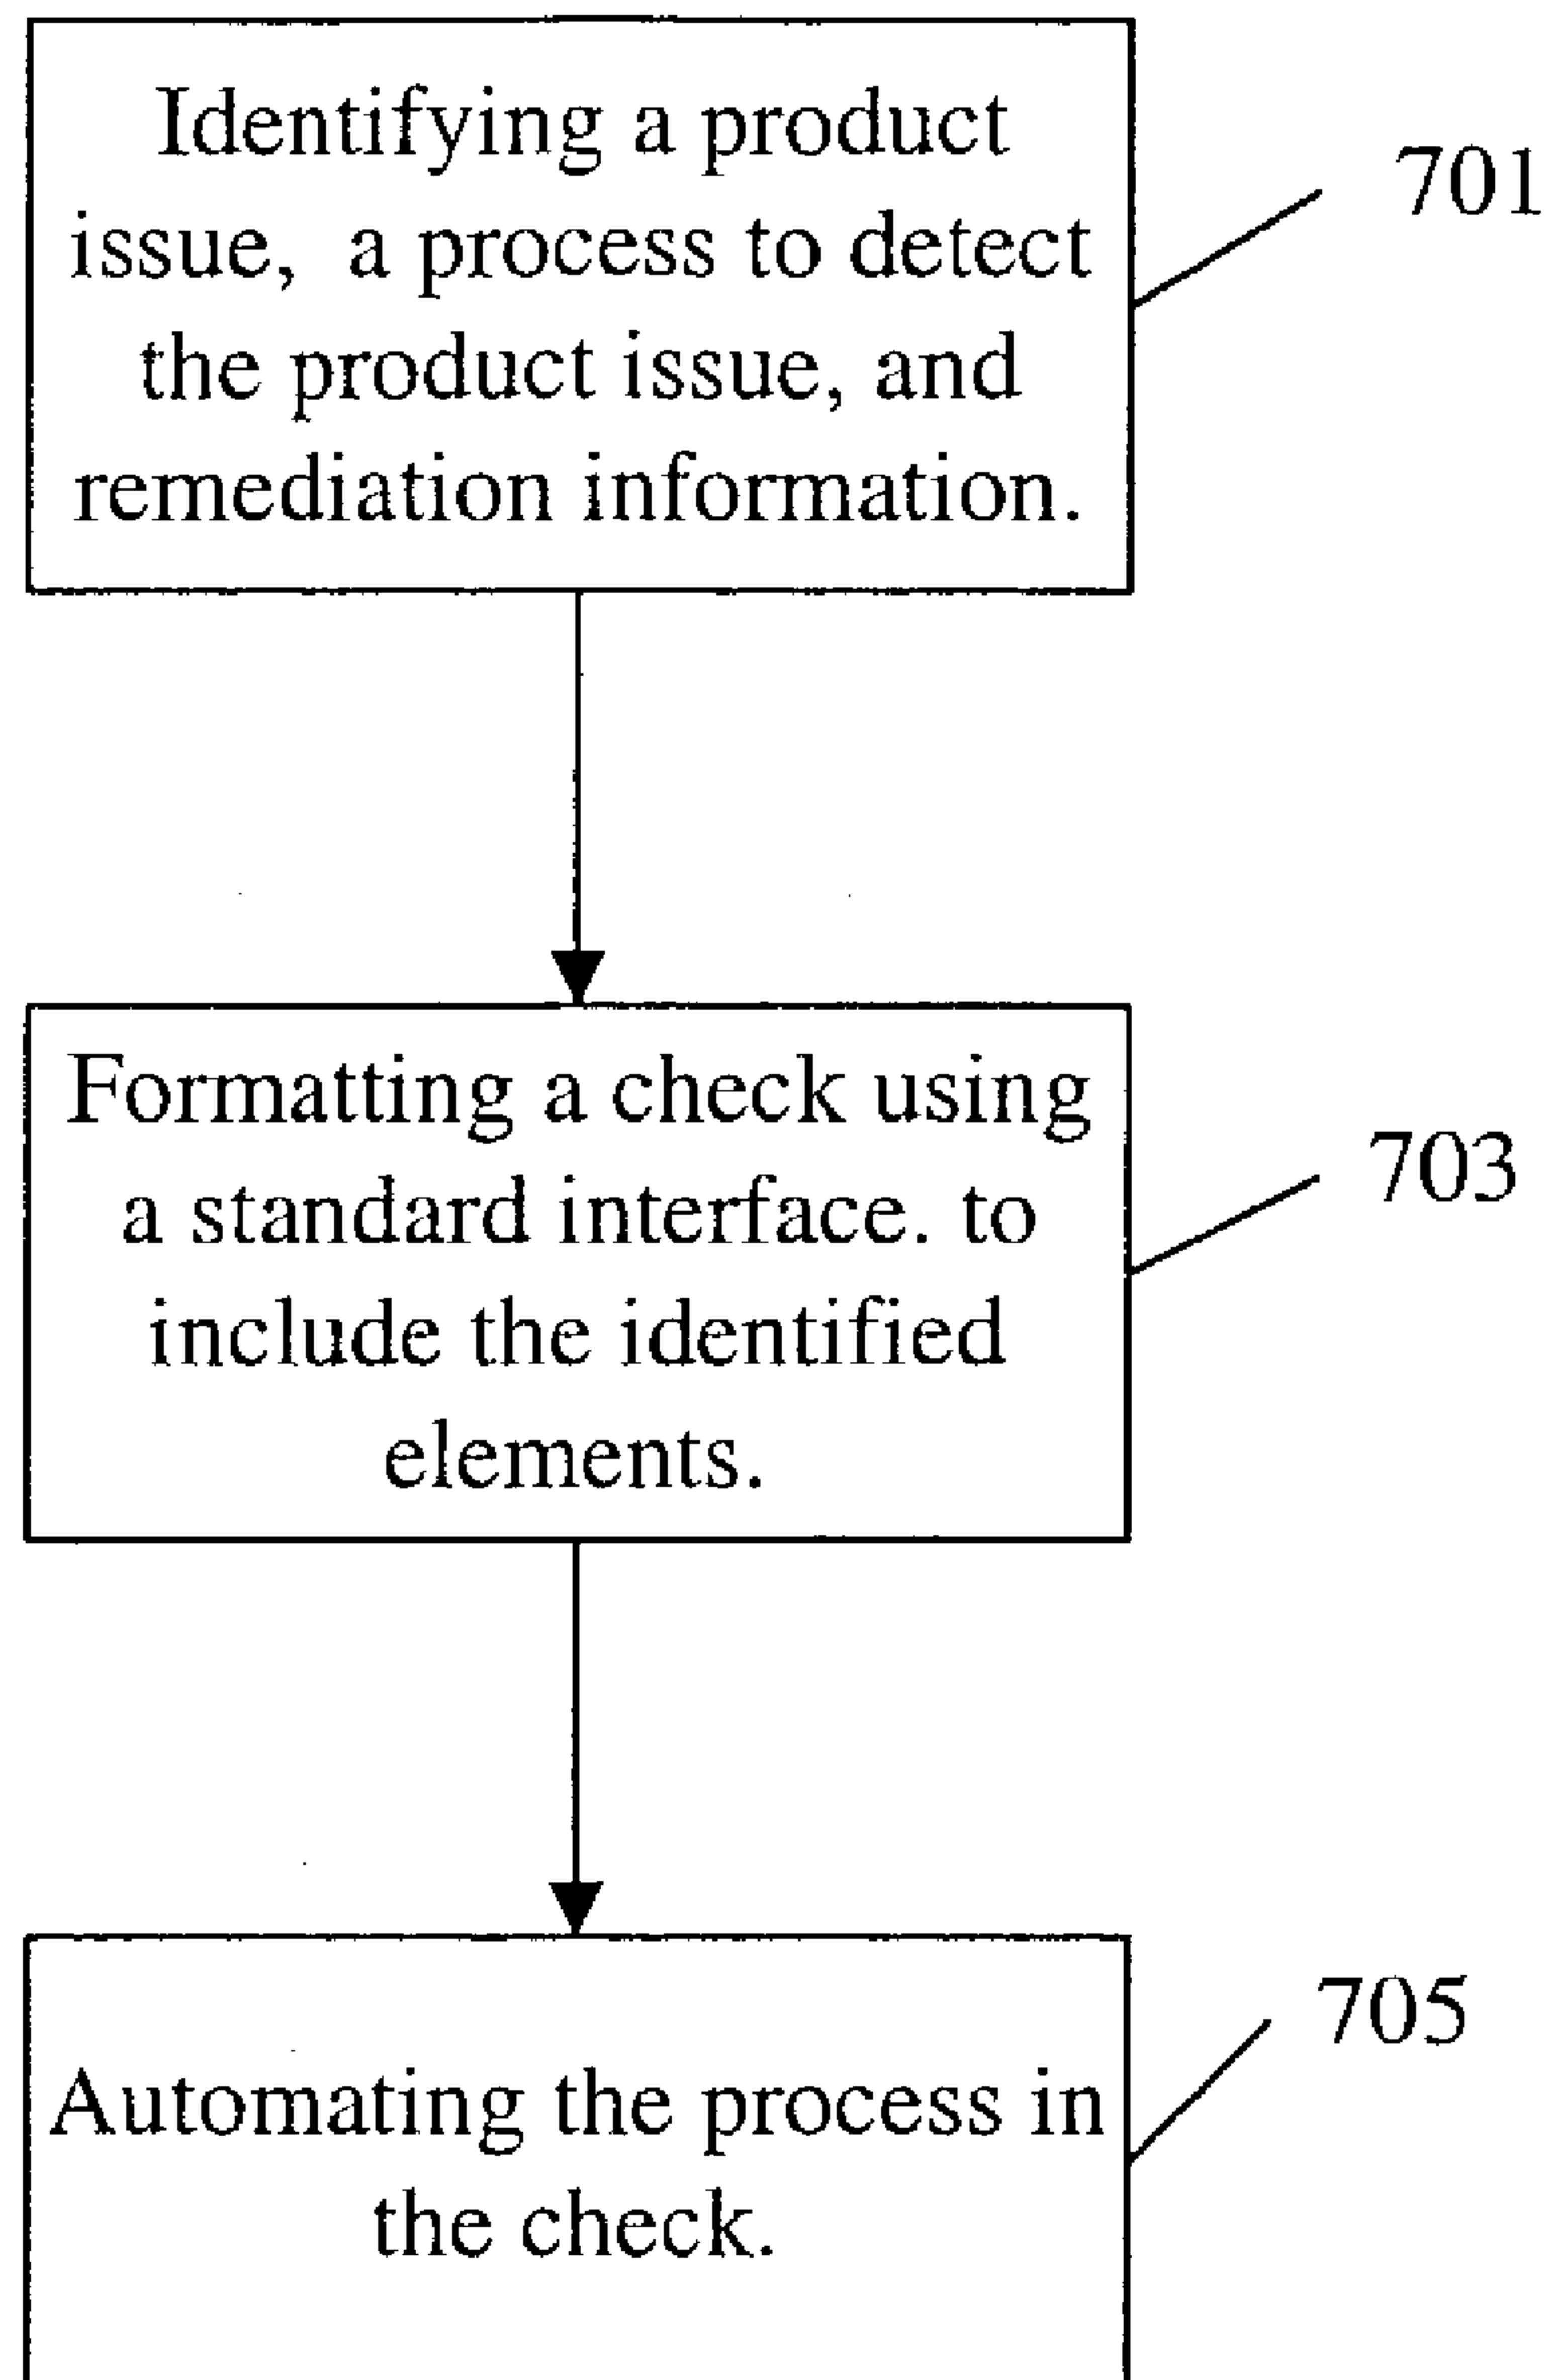 Identifying a product
issue, a process to detect
the product issue, and
remediation information.
701
Formatting a check using
a standard interface. to
include the identified
elements.
703
Automating the process in
the check.
705